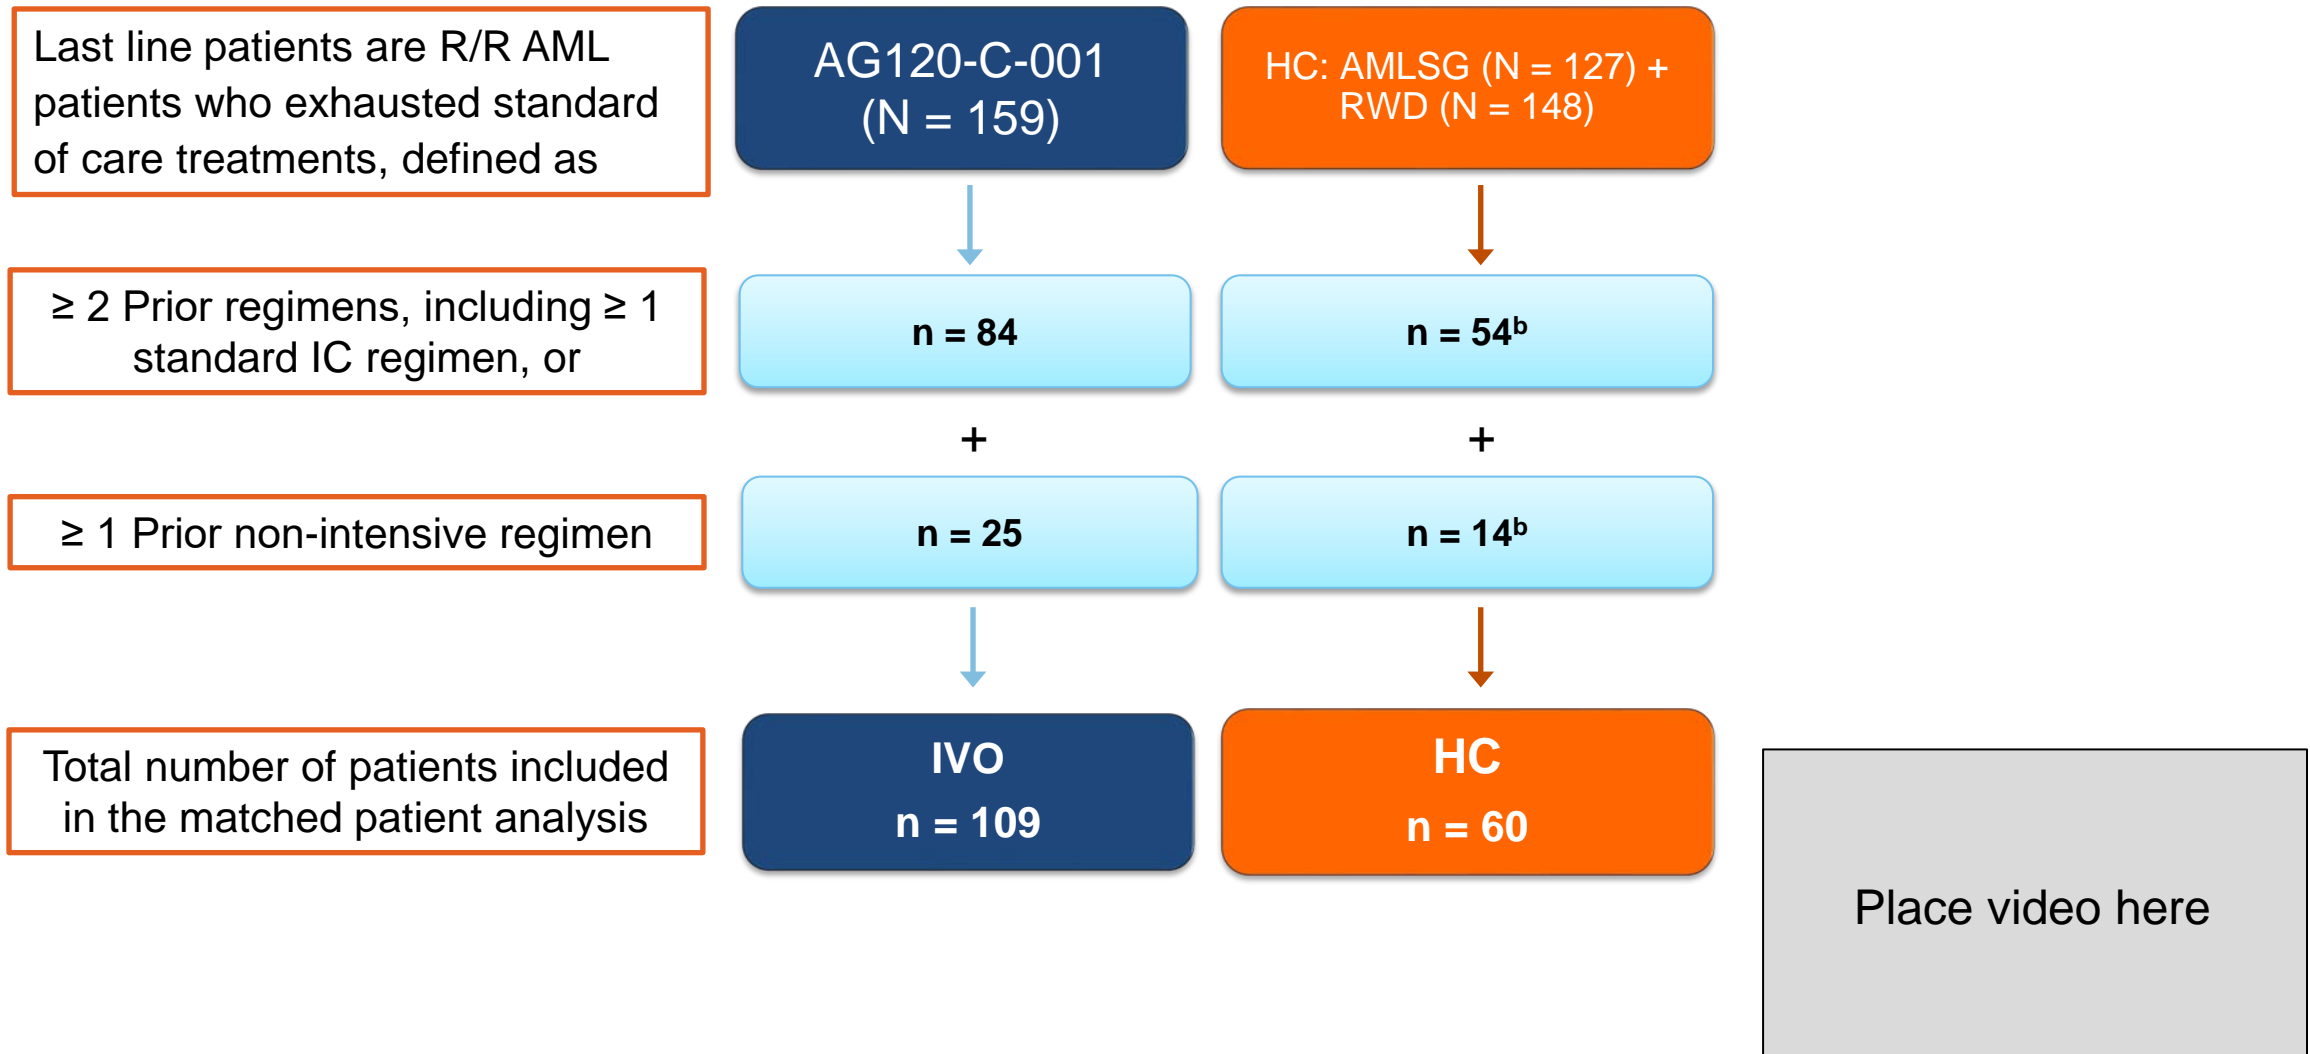 Last line patients are R/R AML
patients who exhausted standard
of care treatments, defined as
AG120-C-001
(N = 159)
HC: AMLSG (N = 127) +
RWD (N = 148)
≥ 2 Prior regimens, including ≥ 1
standard IC regimen, or
n = 84
n = 54ᵇ
+
+
≥ 1 Prior non-intensive regimen
n = 25
n = 14ᵇ
Total number of patients included
in the matched patient analysis
IVO
n = 109
HC
n = 60
Place video here